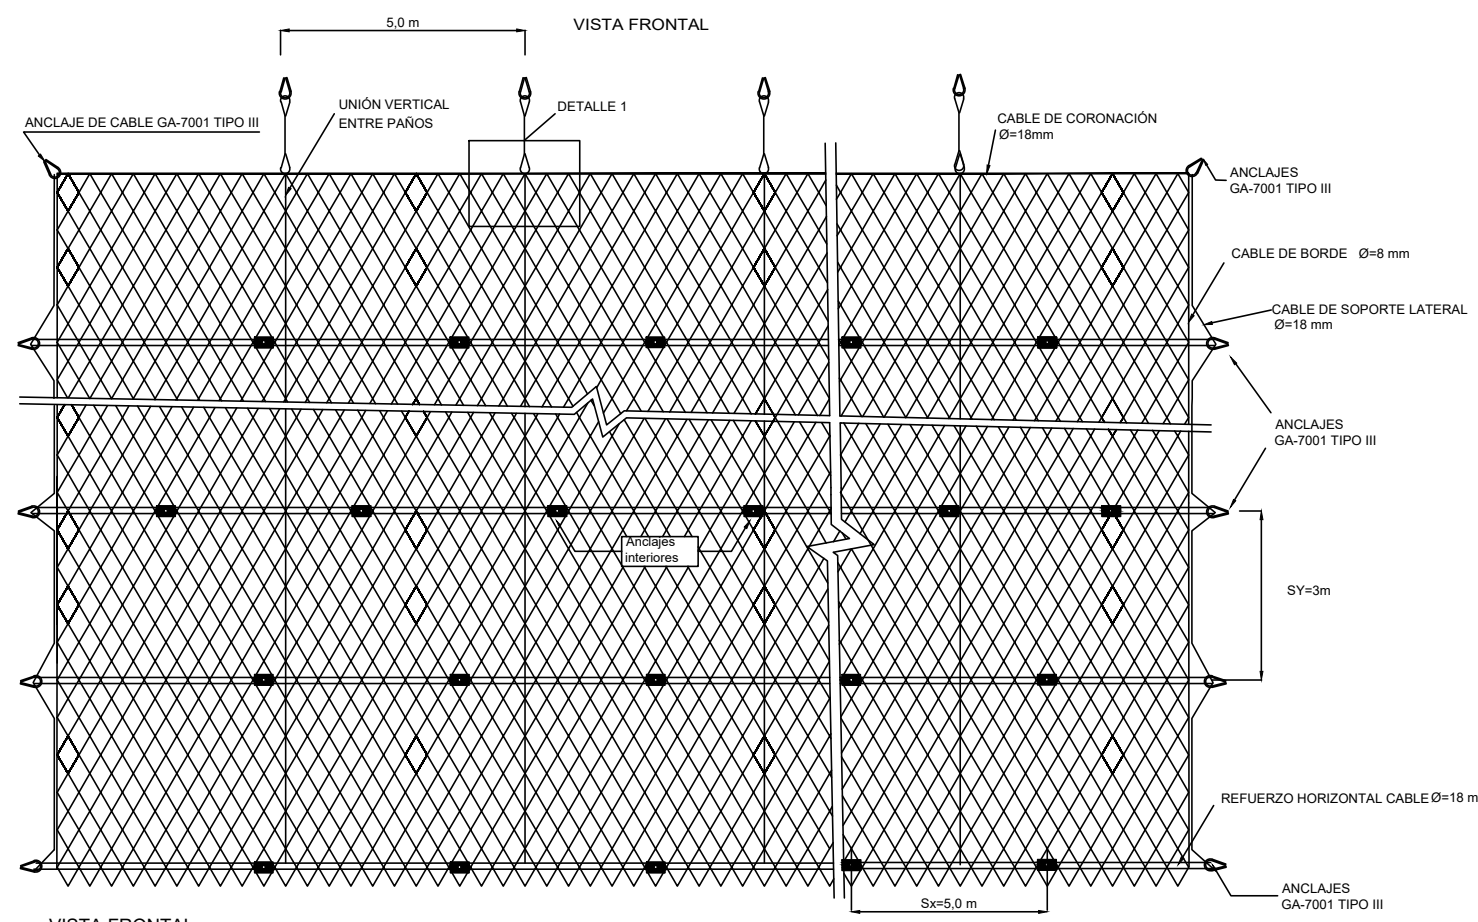 5,0 m
VISTA FRONTAL
UNIÓN VERTICAL
ENTRE PAÑOS
DETALLE 1
ANCLAJE DE CABLE GA-7001 TIPO III
CABLE DE CORONACIÓN
Ø=18mm
ANCLAJES
GA-7001 TIPO III
CABLE DE BORDE Ø=8 mm
CABLE DE SOPORTE LATERAL
Ø=18 mm
ANCLAJES
GA-7001 TIPO III
Anclajes
interiores
SY=3m
REFUERZO HORIZONTAL CABLE Ø=18 m
Sx=5,0 m
ANCLAJES
GA-7001 TIPO III
VISTA FRONTAL